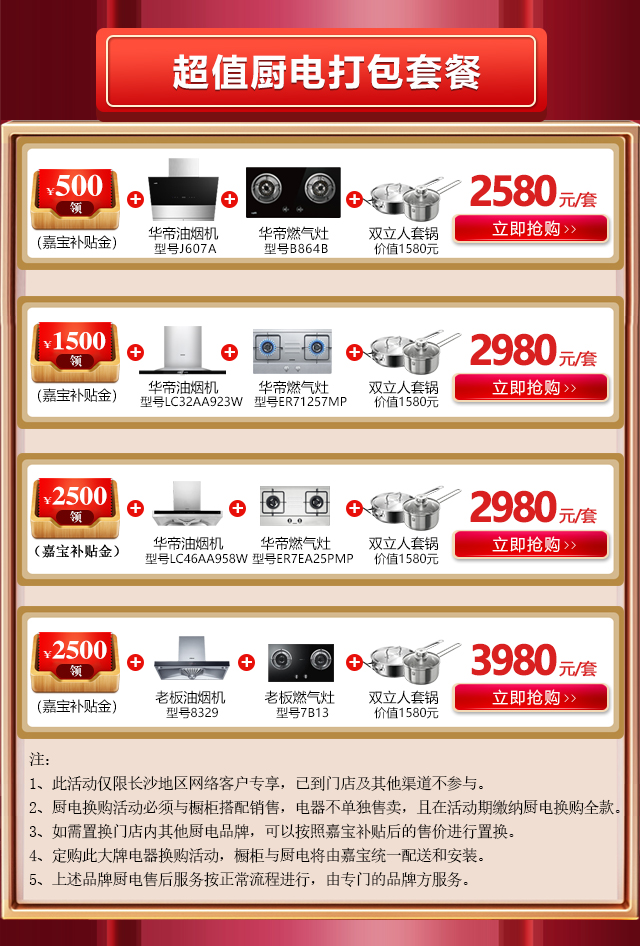 超值厨电打包套餐
¥500
领
(嘉宝补贴金)
华帝油烟机
型号J607A
华帝燃气灶
型号B864B
双立人套锅
价值1580元
2580元/套
立即抢购>>
¥1500
领
(嘉宝补贴金)
华帝油烟机
型号LC32AA923W
华帝燃气灶
型号ER71257MP
双立人套锅
价值1580元
2980元/套
立即抢购>>
¥2500
领
(嘉宝补贴金)
华帝油烟机
型号LC46AA958W
华帝燃气灶
型号ER7EA25PMP
双立人套锅
价值1580元
2980元/套
立即抢购>>
¥2500
领
(嘉宝补贴金)
老板油烟机
型号8329
老板燃气灶
型号7B13
双立人套锅
价值1580元
3980元/套
立即抢购>>
注:
1、此活动仅限长沙地区网络客户专享，已到门店及其他渠道不参与。
2、厨电换购活动必须与橱柜搭配销售，电器不单独售卖，且在活动期缴纳厨电换购全款。
3、如需置换门店内其他厨电品牌，可以按照嘉宝补贴后的售价进行置换。
4、定购此大牌电器换购活动，橱柜与厨电将由嘉宝统一配送和安装。
5、上述品牌厨电售后服务按正常流程进行，由专门的品牌方服务。